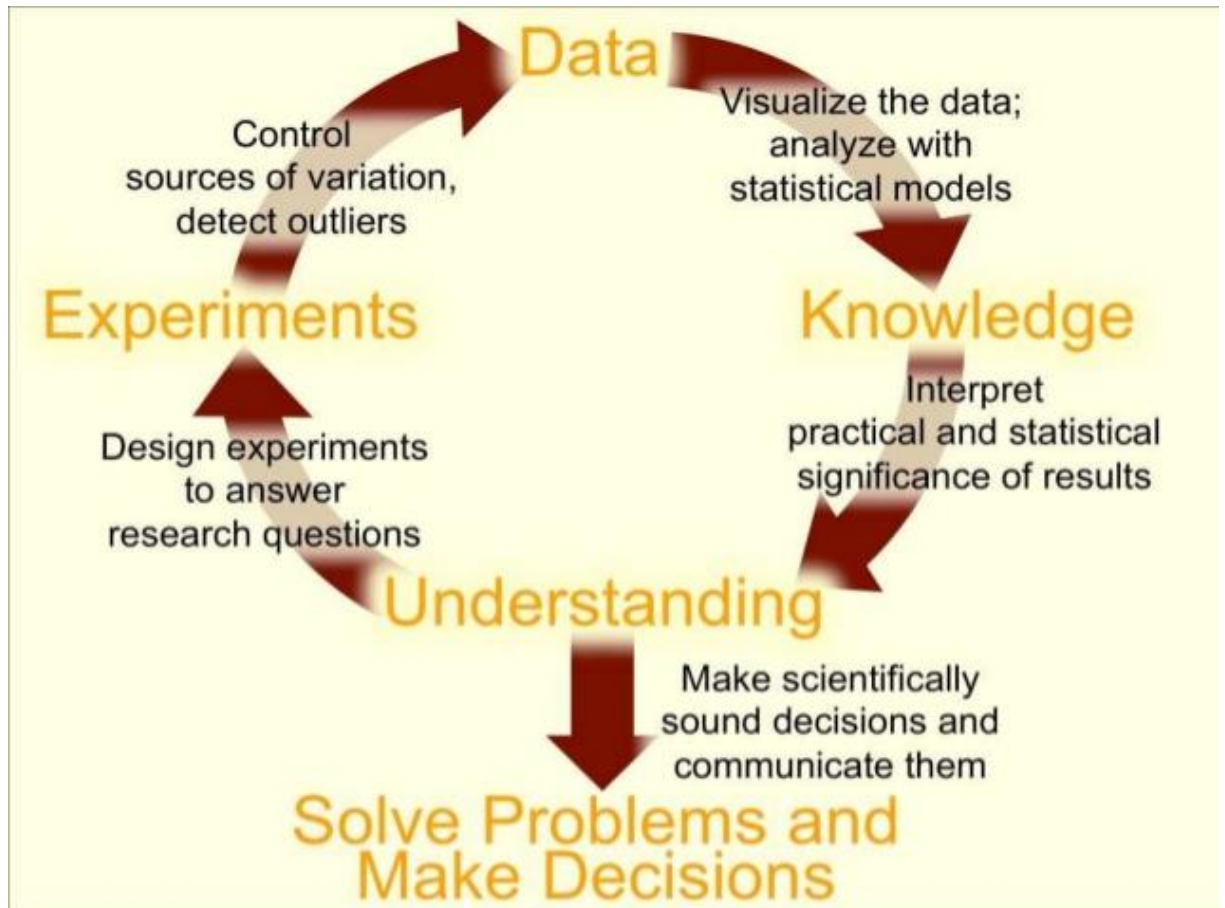 Data
Visualize the data;
analyze with
statistical models
Knowledge
Interpret
practical and statistical
significance of results
Understanding
Design experiments
to answer
research questions
Experiments
Control
sources of variation,
detect outliers
Make scientifically
sound decisions and
communicate them
Solve Problems and
Make Decisions